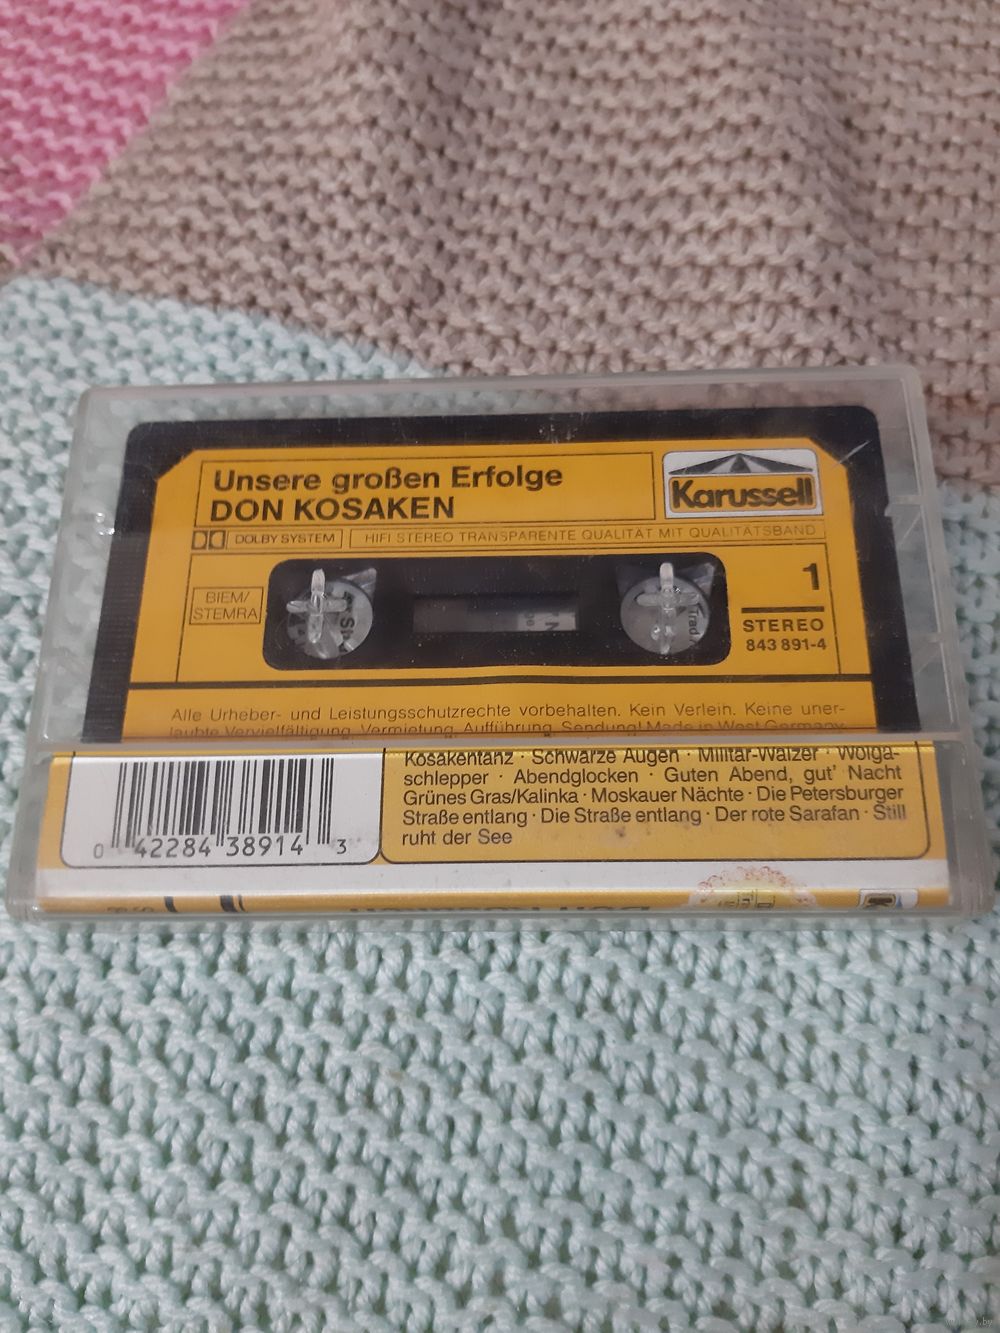 Unsere großen Erfolge
DON KOSAKEN
Karussell
DOLBY SYSTEM
HIFI STEREO TRANSPARENTE QUALITÄT MIT QUALITÄTSBAND
BIEM/
STEMRA
1
STEREO
843 891-4
Alle Urheber- und Leistungsschutzrechte vorbehalten. Kein Verleih. Keine uner-
laubte Vervielfältigung, Vermietung, Aufführung, Sendung! Made in West Germany
Kosakentanz · Schwarze Augen · Militär-Walzer · Wolga-
schlepper · Abendglocken · Guten Abend, gut' Nacht
Grünes Gras/Kalinka · Moskauer Nächte · Die Petersburger
Straße entlang · Die Straße entlang · Der rote Sarafan · Still
ruht der See
0 42284 38914 3